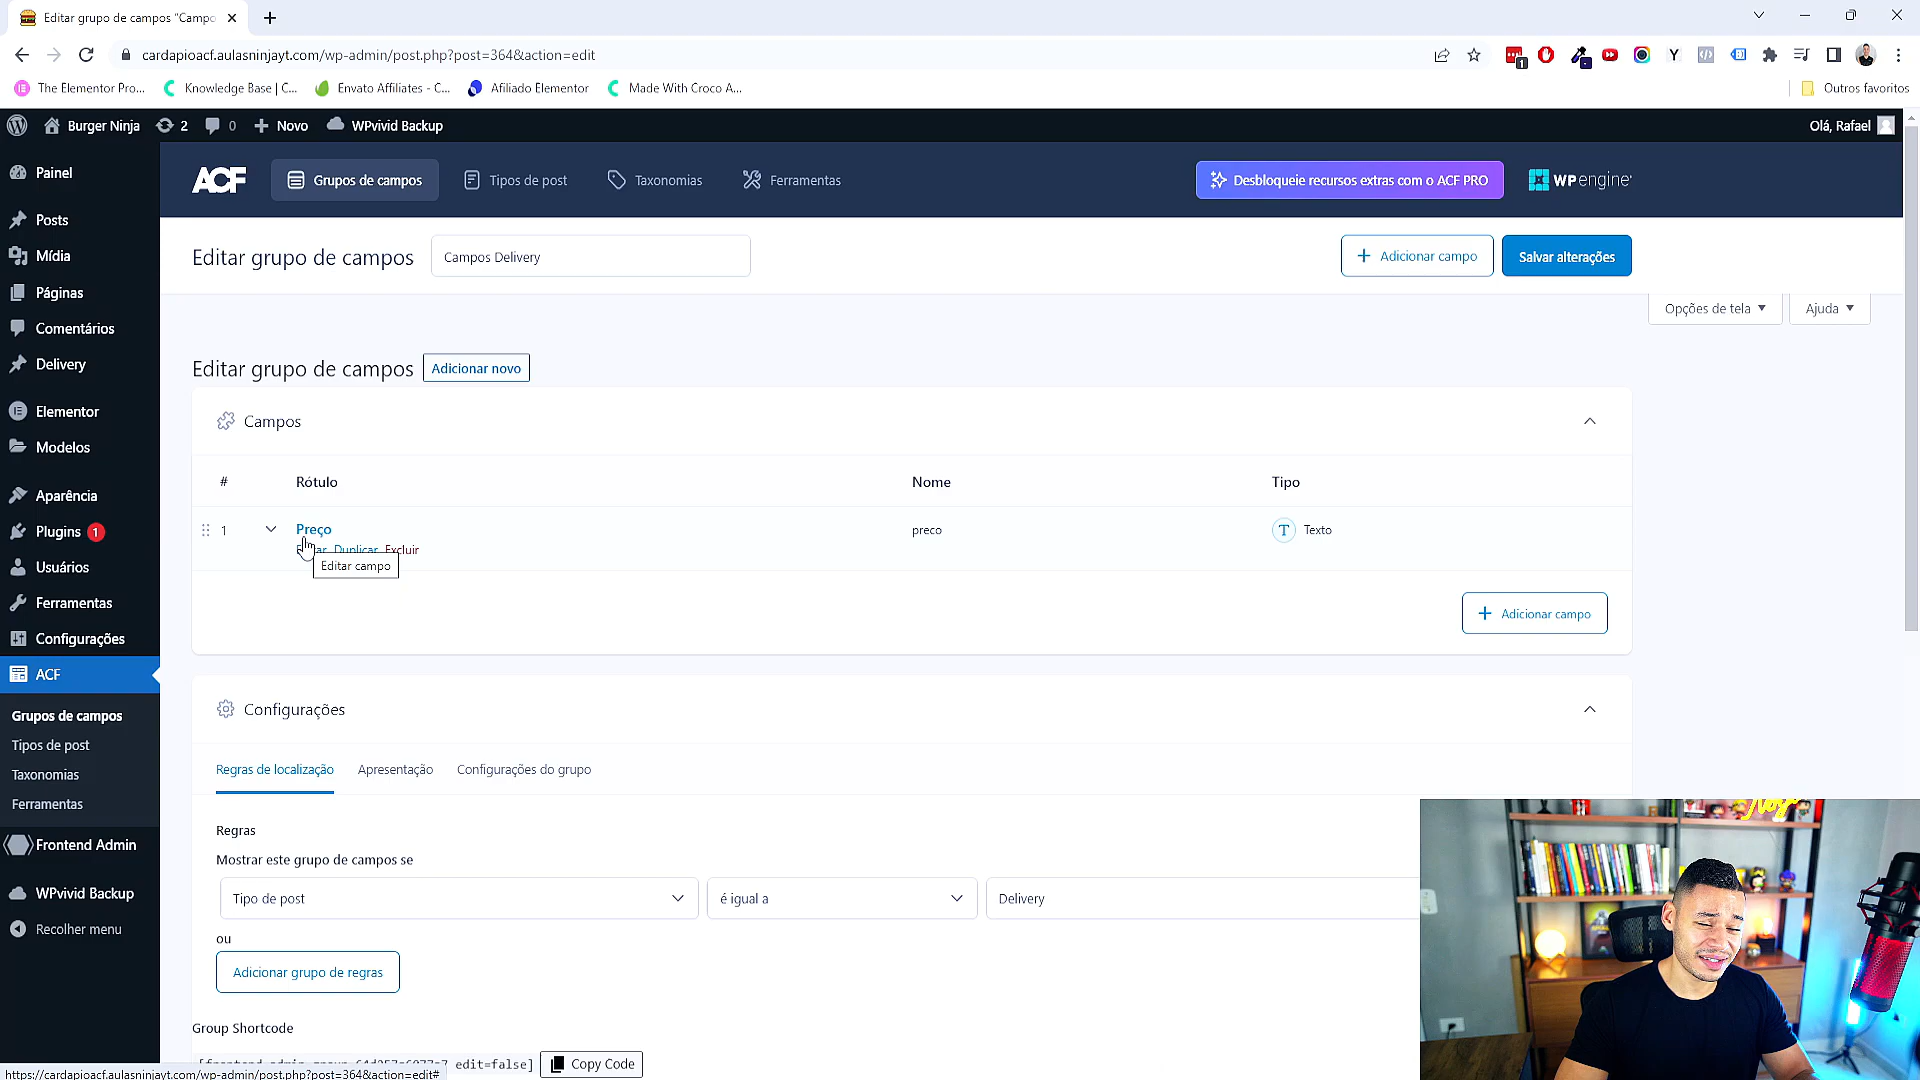 Editar grupo de campos "Campo
cardapioacf.aulasninjayt.com/wp-admin/post.php?post=364&action=edit
The Elementor Pro...
Knowledge Base | C...
Envato Affiliates - C...
Afiliado Elementor
Made With Croco A...
Outros favoritos
Burger Ninja
2
0
Novo
WPvivid Backup
Olá, Rafael
Painel
Posts
Mídia
Páginas
Comentários
Delivery
Elementor
Modelos
Aparência
Plugins 1
Usuários
Ferramentas
Configurações
ACF
Grupos de campos
Tipos de post
Taxonomias
Ferramentas
Frontend Admin
WPvivid Backup
Recolher menu
ACF
Grupos de campos
Tipos de post
Taxonomias
Ferramentas
Desbloqueie recursos extras com o ACF PRO
WP engine
Editar grupo de campos
Campos Delivery
Adicionar campo
Salvar alterações
Opções de tela
Ajuda
Editar grupo de campos
Adicionar novo
Campos
# Rótulo Nome Tipo
1 Preço preco T Texto
Duplicar Excluir
Editar campo
Adicionar campo
Configurações
Regras de localização
Apresentação
Configurações do grupo
Regras
Mostrar este grupo de campos se
Tipo de post
é igual a
Delivery
ou
Adicionar grupo de regras
Group Shortcode
edit=false]
Copy Code
https://cardapioacf.aulasninjayt.com/wp-admin/post.php?post=364&action=edit#